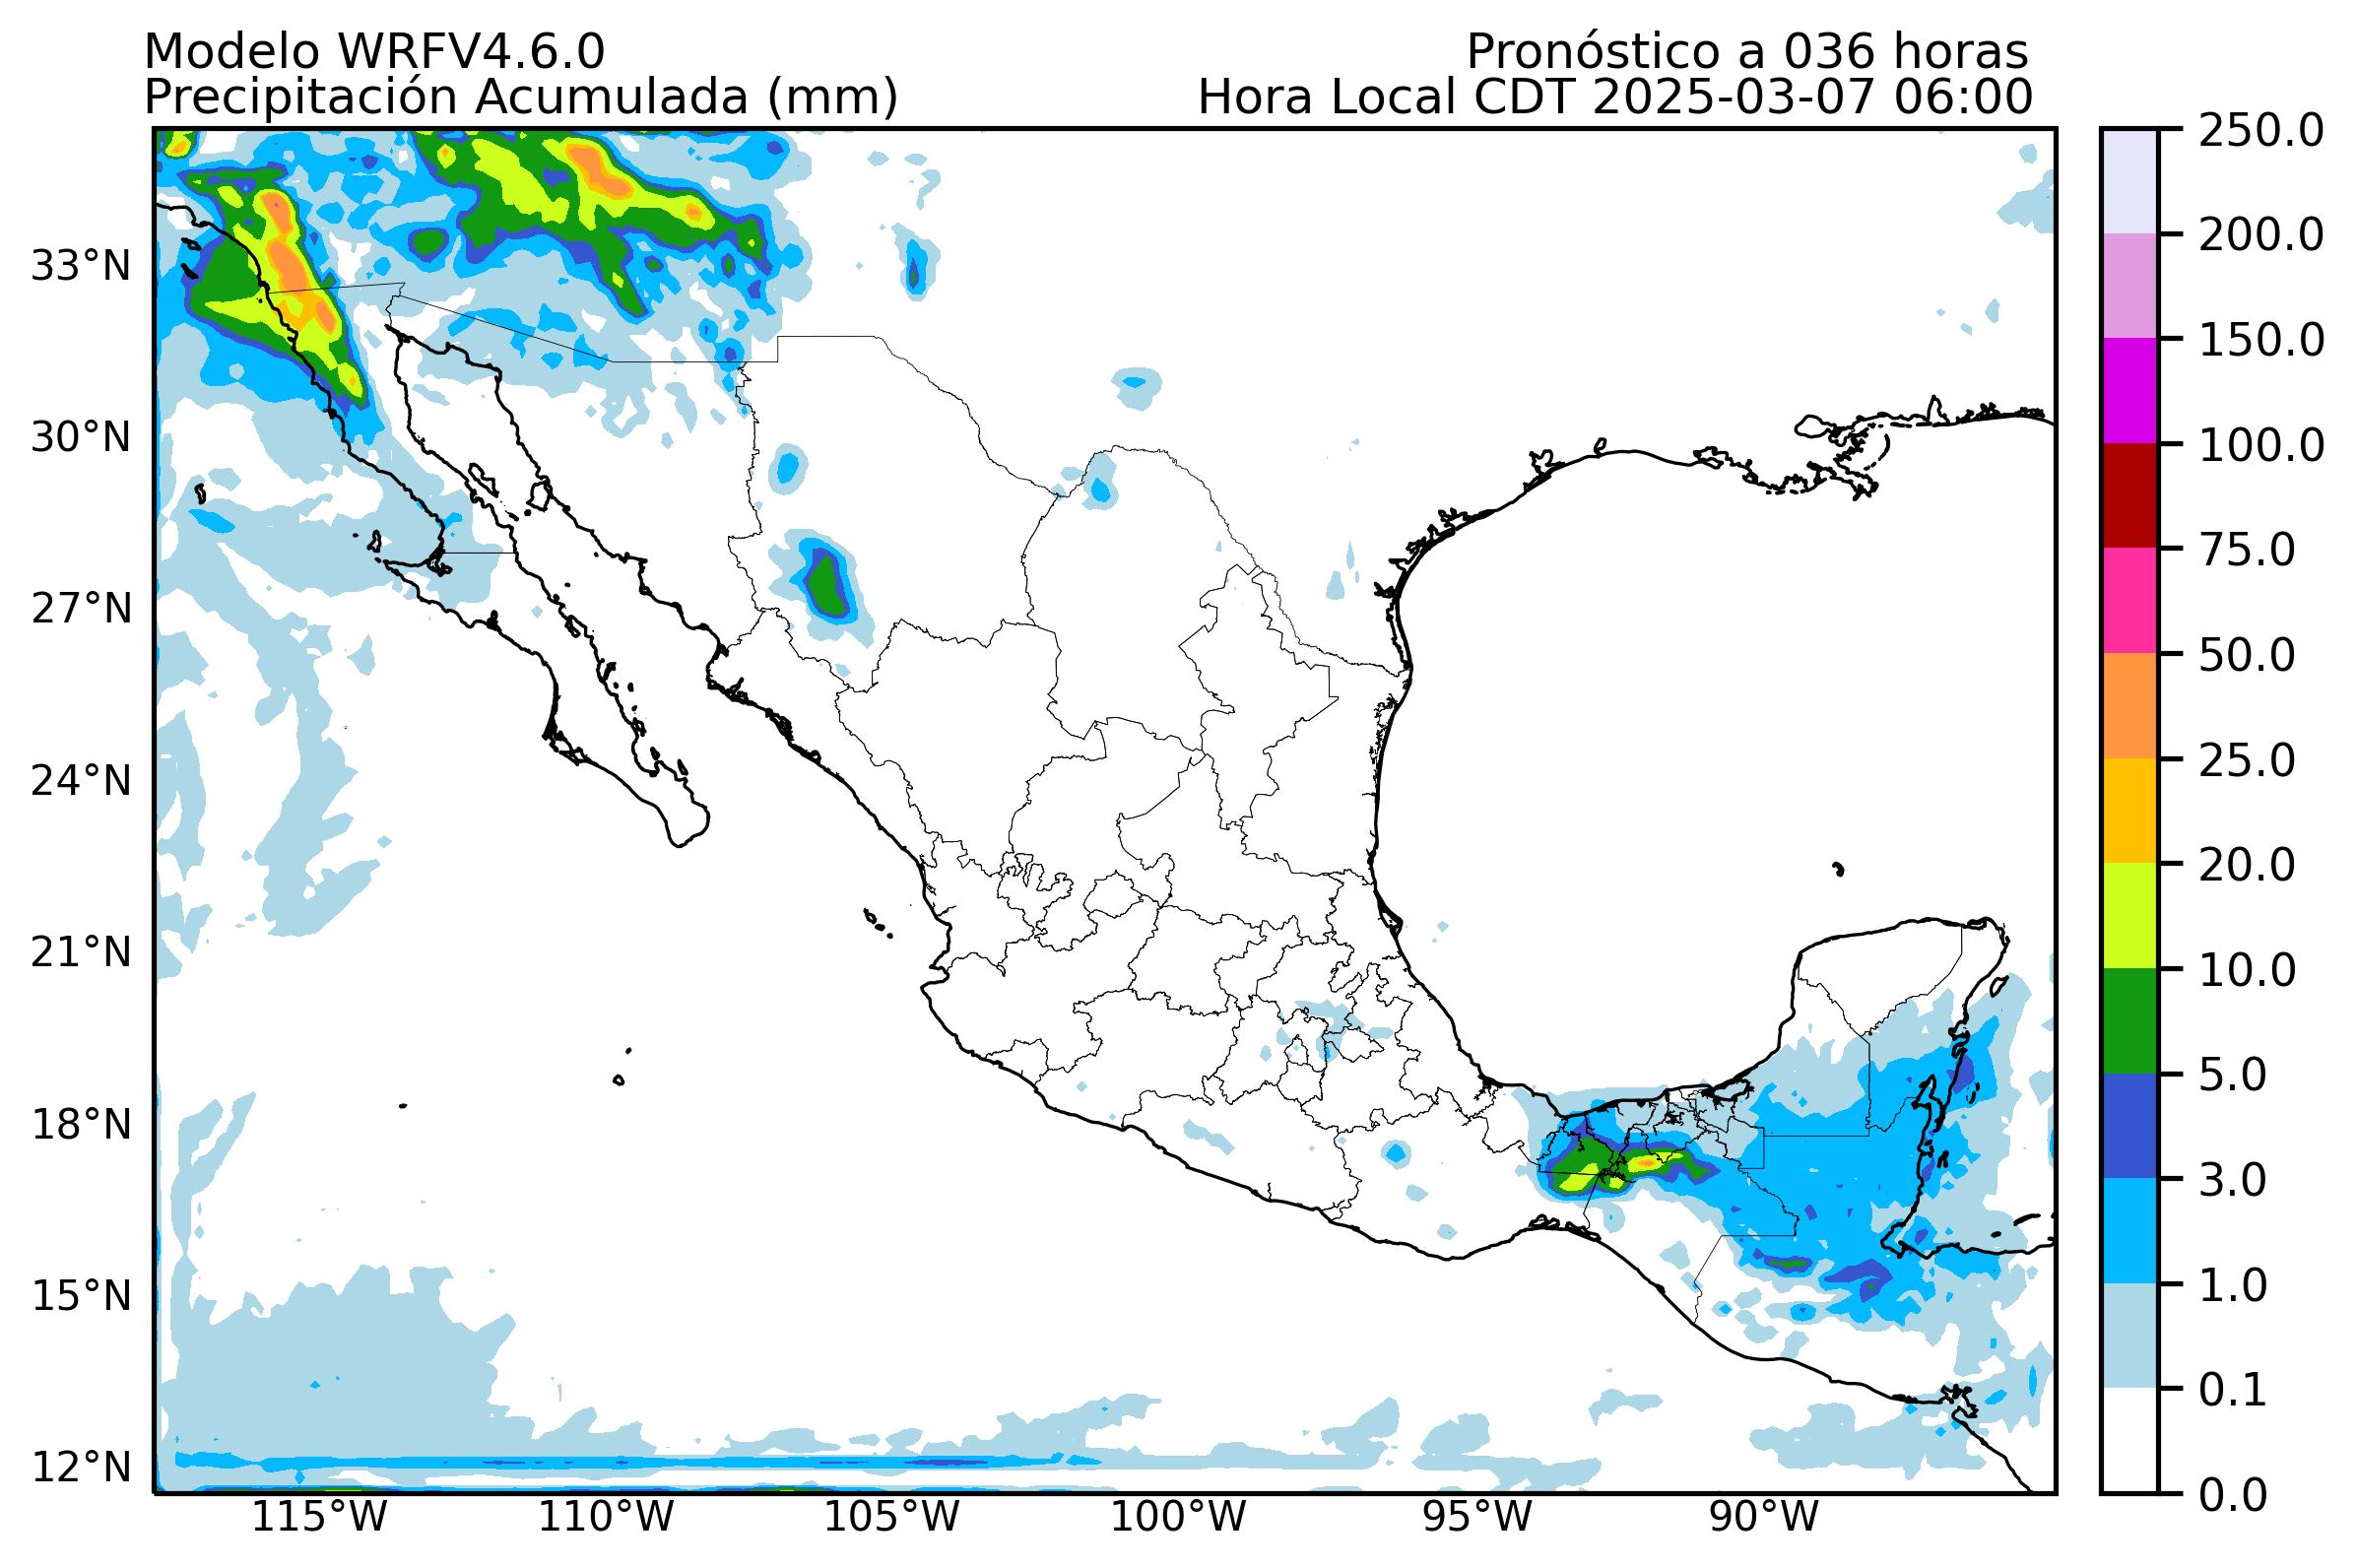 Modelo WRFV4.6.0
Pronóstico a 036 horas
Precipitación Acumulada (mm)
Hora Local CDT 2025-03-07 06:00
33°N
30°N
27°N
24°N
21°N
18°N
15°N
12°N
115°W
110°W
105°W
100°W
95°W
90°W
250.0
200.0
150.0
100.0
75.0
50.0
25.0
20.0
10.0
5.0
3.0
1.0
0.1
0.0